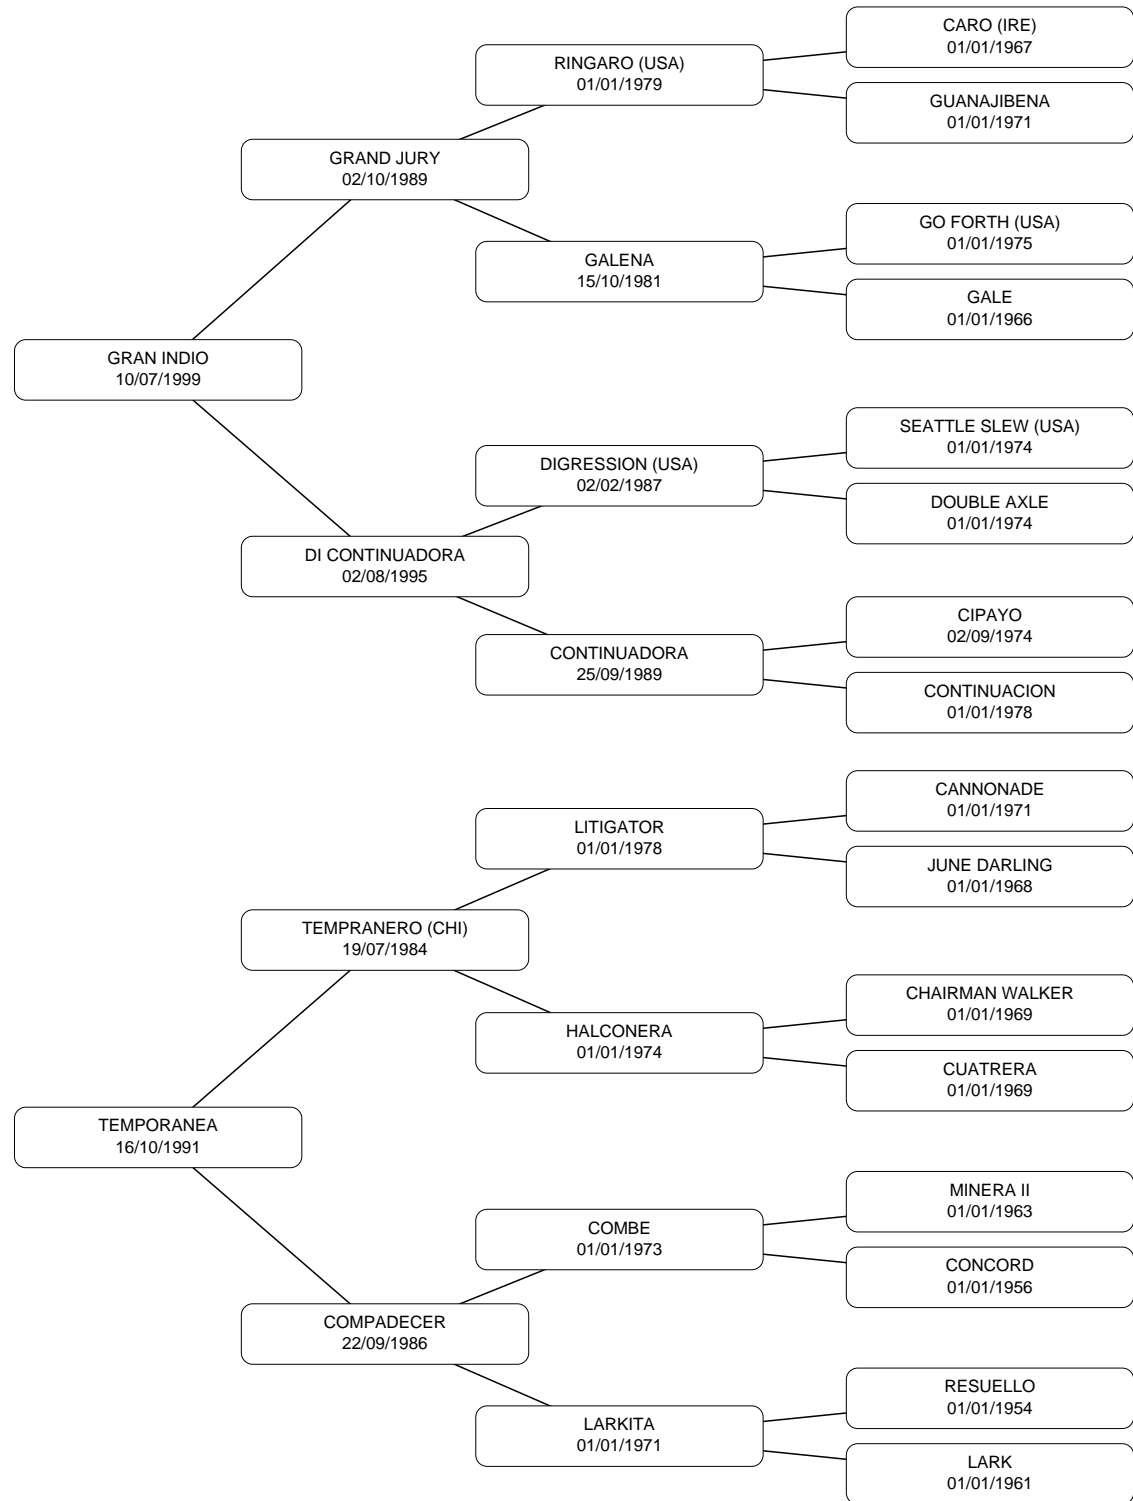 CARO (IRE)
01/01/1967
RINGARO (USA)
01/01/1979
GUANAJIBENA
01/01/1971
GRAND JURY
02/10/1989
GO FORTH (USA)
01/01/1975
GALENA
15/10/1981
GALE
01/01/1966
GRAN INDIO
10/07/1999
SEATTLE SLEW (USA)
01/01/1974
DIGRESSION (USA)
02/02/1987
DOUBLE AXLE
01/01/1974
DI CONTINUADORA
02/08/1995
CIPAYO
02/09/1974
CONTINUADORA
25/09/1989
CONTINUACION
01/01/1978
CANNONADE
01/01/1971
LITIGATOR
01/01/1978
JUNE DARLING
01/01/1968
TEMPRANERO (CHI)
19/07/1984
CHAIRMAN WALKER
01/01/1969
HALCONERA
01/01/1974
CUATRERA
01/01/1969
TEMPORANEA
16/10/1991
MINERA II
01/01/1963
COMBE
01/01/1973
CONCORD
01/01/1956
COMPADECER
22/09/1986
RESUELLO
01/01/1954
LARKITA
01/01/1971
LARK
01/01/1961